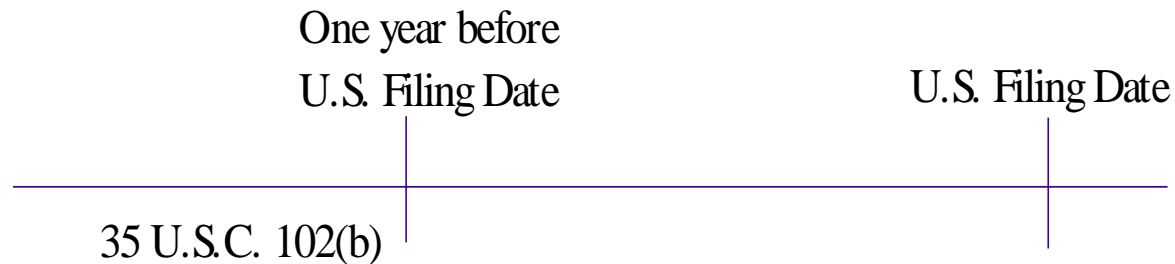 One year before
U.S. Filing Date
U.S. Filing Date
35 U.S.C. 102(b)